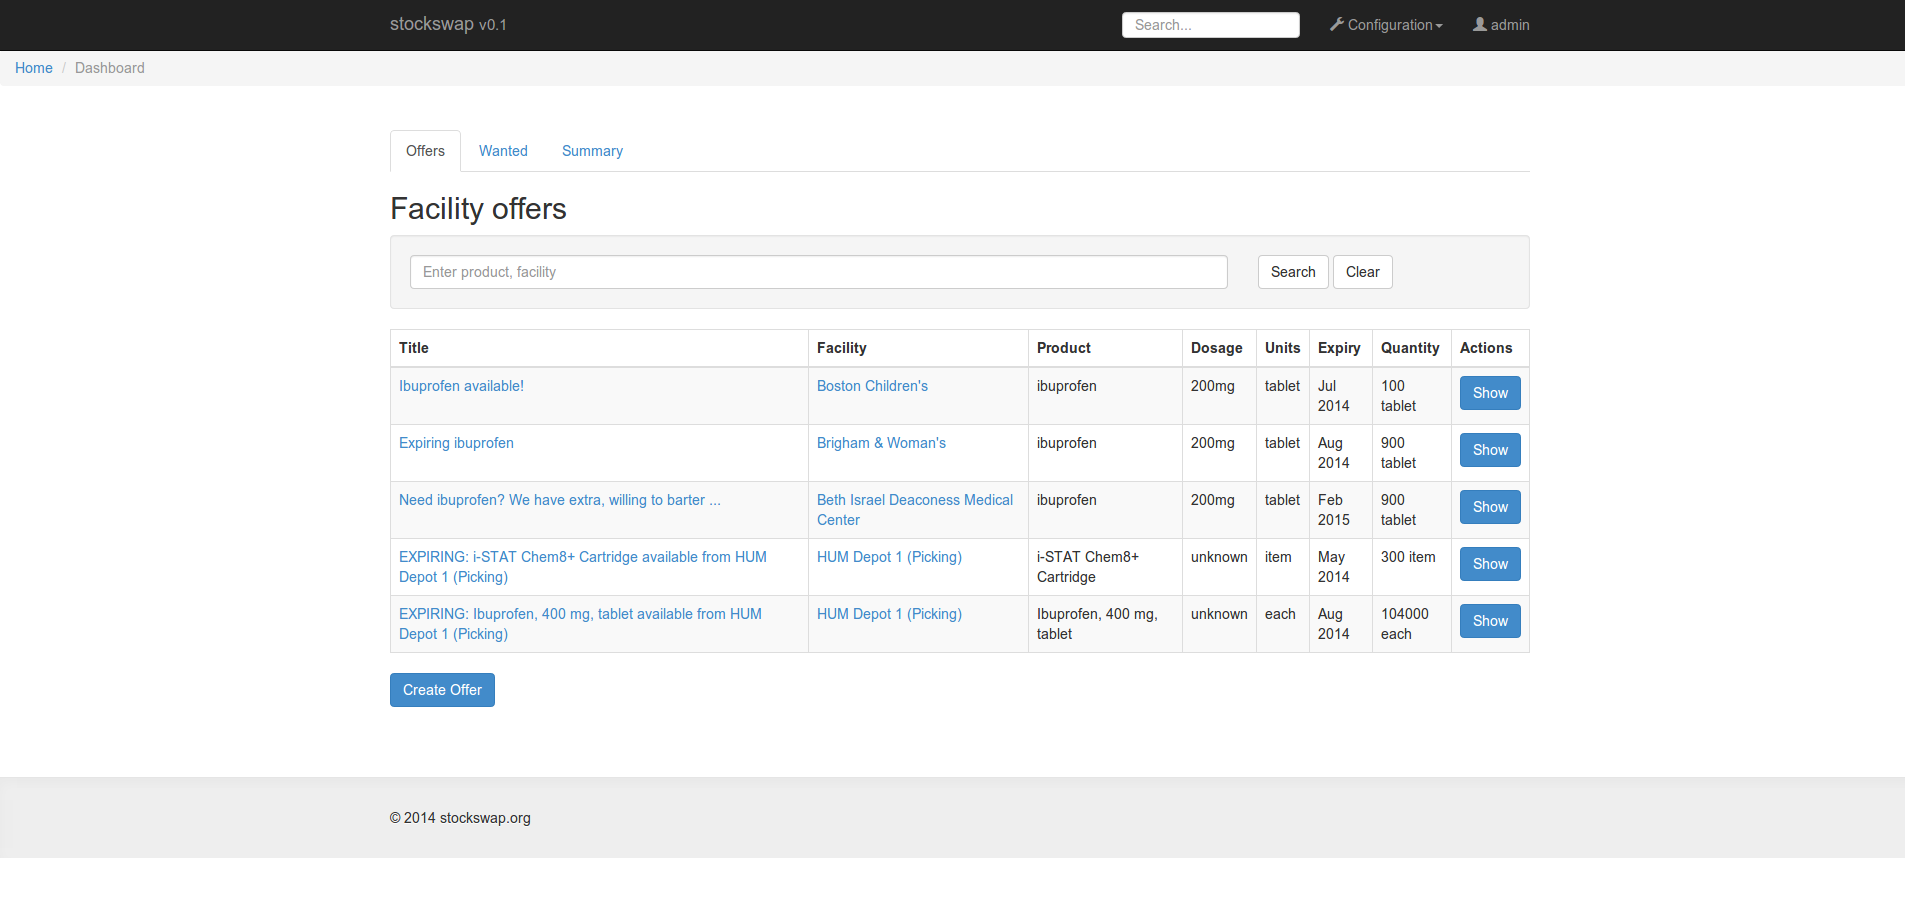 stockswap v0.1
Search...
Configuration
admin
Home / Dashboard
Offers
Wanted
Summary
Facility offers
Enter product, facility
Search
Clear
Title Facility Product Dosage Units Expiry Quantity Actions
Ibuprofen available! Boston Children's ibuprofen 200mg tablet Jul 100 Show
2014 tablet
Expiring ibuprofen Brigham & Woman's ibuprofen 200mg tablet Aug 900 Show
2014 tablet
Need ibuprofen? We have extra, willing to barter ... Beth Israel Deaconess Medical ibuprofen 200mg tablet Feb 900 Show
Center 2015 tablet
EXPIRING: i-STAT Chem8+ Cartridge available from HUM HUM Depot 1 (Picking) i-STAT Chem8+ unknown item May 300 item Show
Depot 1 (Picking) Cartridge 2014
EXPIRING: Ibuprofen, 400 mg, tablet available from HUM HUM Depot 1 (Picking) Ibuprofen, 400 mg, unknown each Aug 104000 Show
Depot 1 (Picking) tablet 2014 each
Create Offer
© 2014 stockswap.org